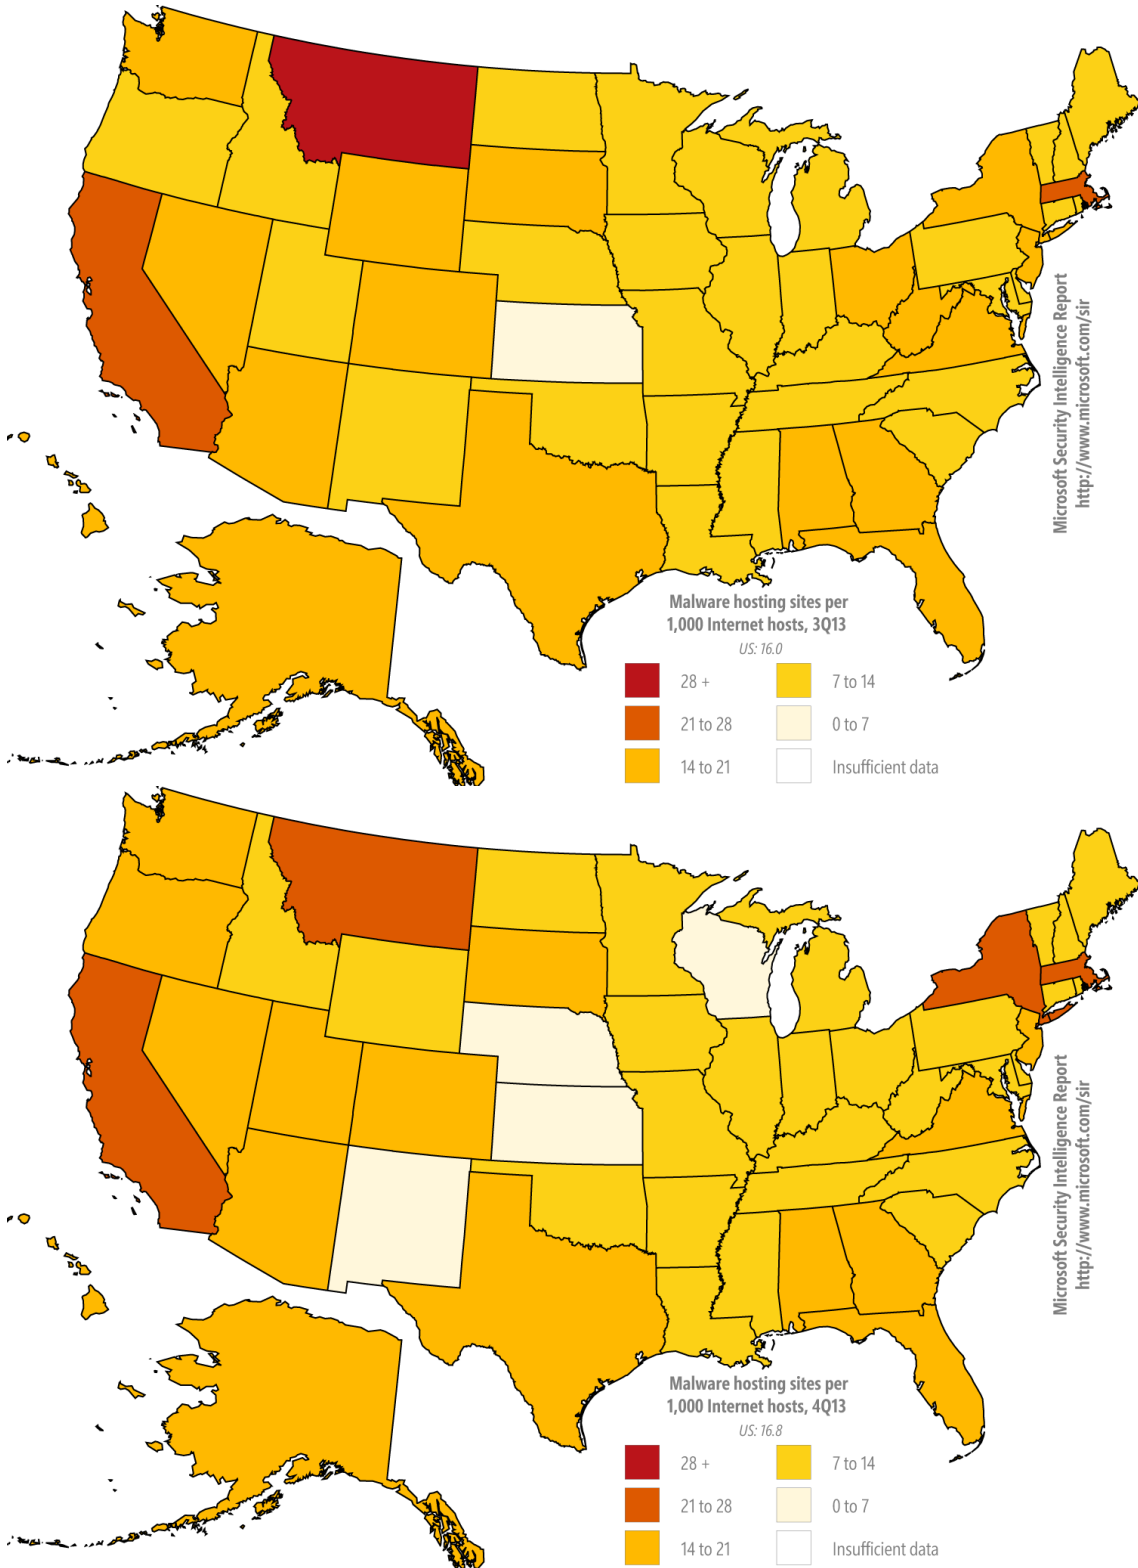 Microsoft Security Intelligence Report
http://www.microsoft.com/sir
Malware hosting sites per
1,000 Internet hosts, 3Q13
US: 16.0
28 +
7 to 14
21 to 28
0 to 7
14 to 21
Insufficient data
Microsoft Security Intelligence Report
http://www.microsoft.com/sir
Malware hosting sites per
1,000 Internet hosts, 4Q13
US: 16.8
28 +
7 to 14
21 to 28
0 to 7
14 to 21
Insufficient data